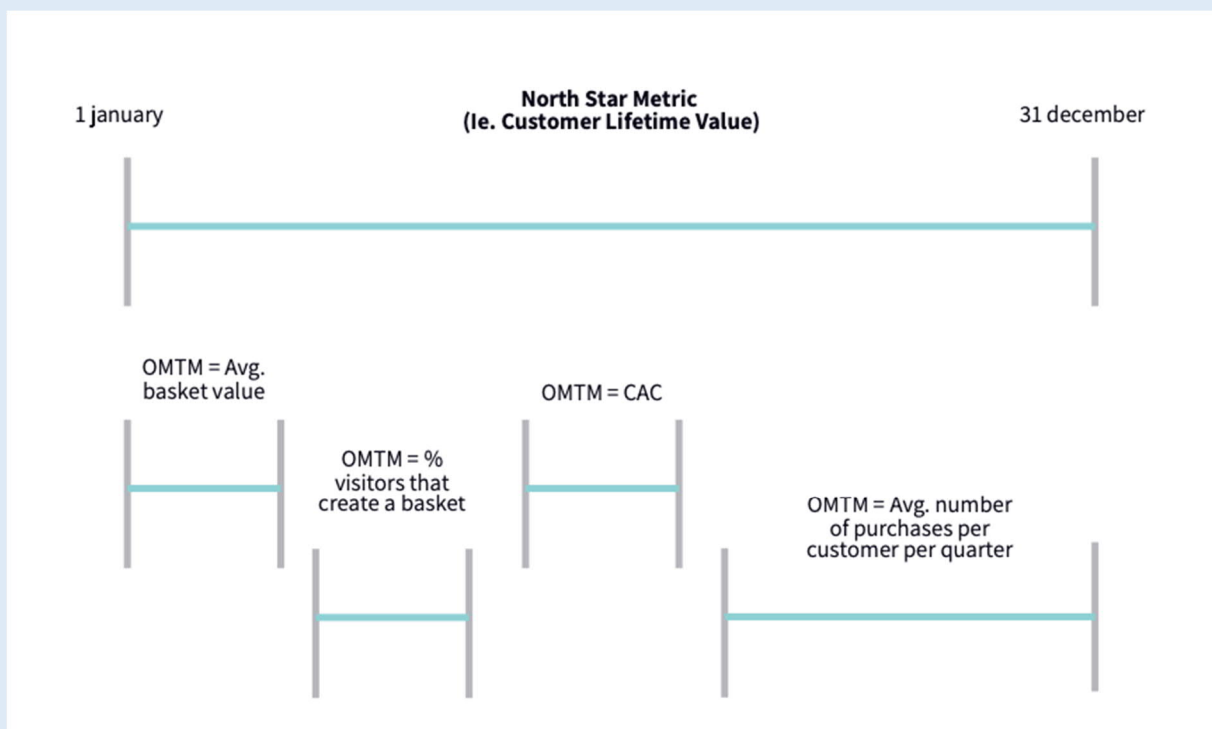 1 january
North Star Metric
(Ie. Customer Lifetime Value)
31 december
OMTM = Avg.
basket value
OMTM = %
visitors that
create a basket
OMTM = CAC
OMTM = Avg. number
of purchases per
customer per quarter